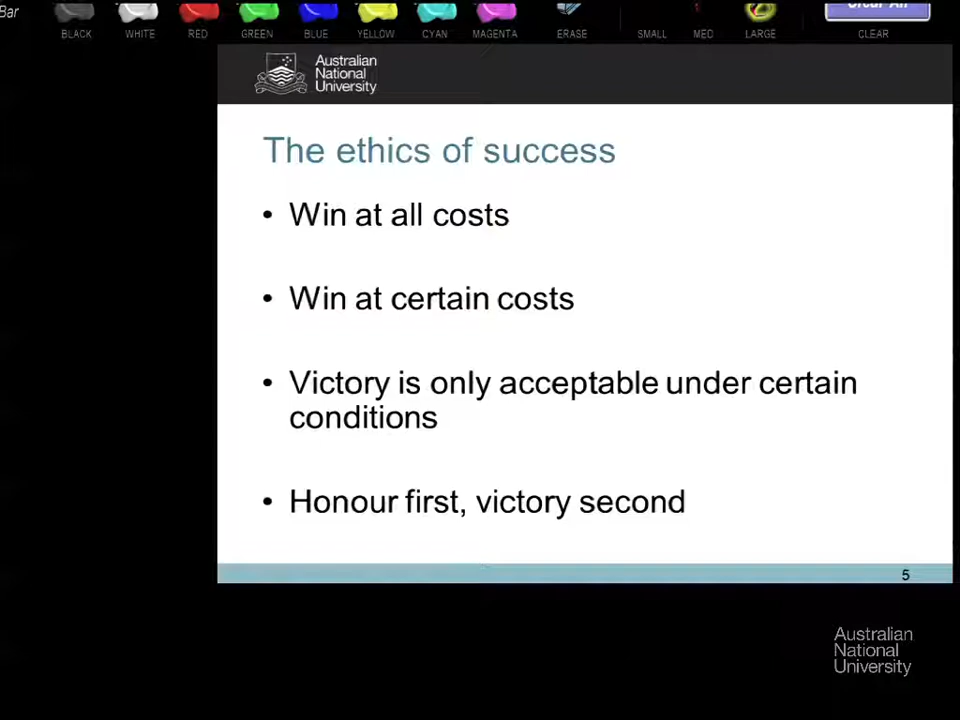 Bar
BLACK WHITE RED GREEN BLUE YELLOW CYAN MAGENTA ERASE SMALL MED LARGE CLEAR
Clear All
Australian
National
University
The ethics of success
• Win at all costs
• Win at certain costs
• Victory is only acceptable under certain
conditions
• Honour first, victory second
5
Australian
National
University